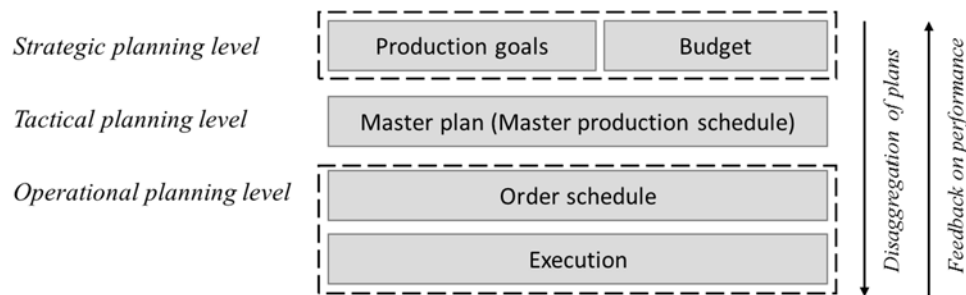 Strategic planning level
Production goals
Budget
Tactical planning level
Master plan (Master production schedule)
Operational planning level
Order schedule
Execution
Disaggregation of plans
Feedback on performance